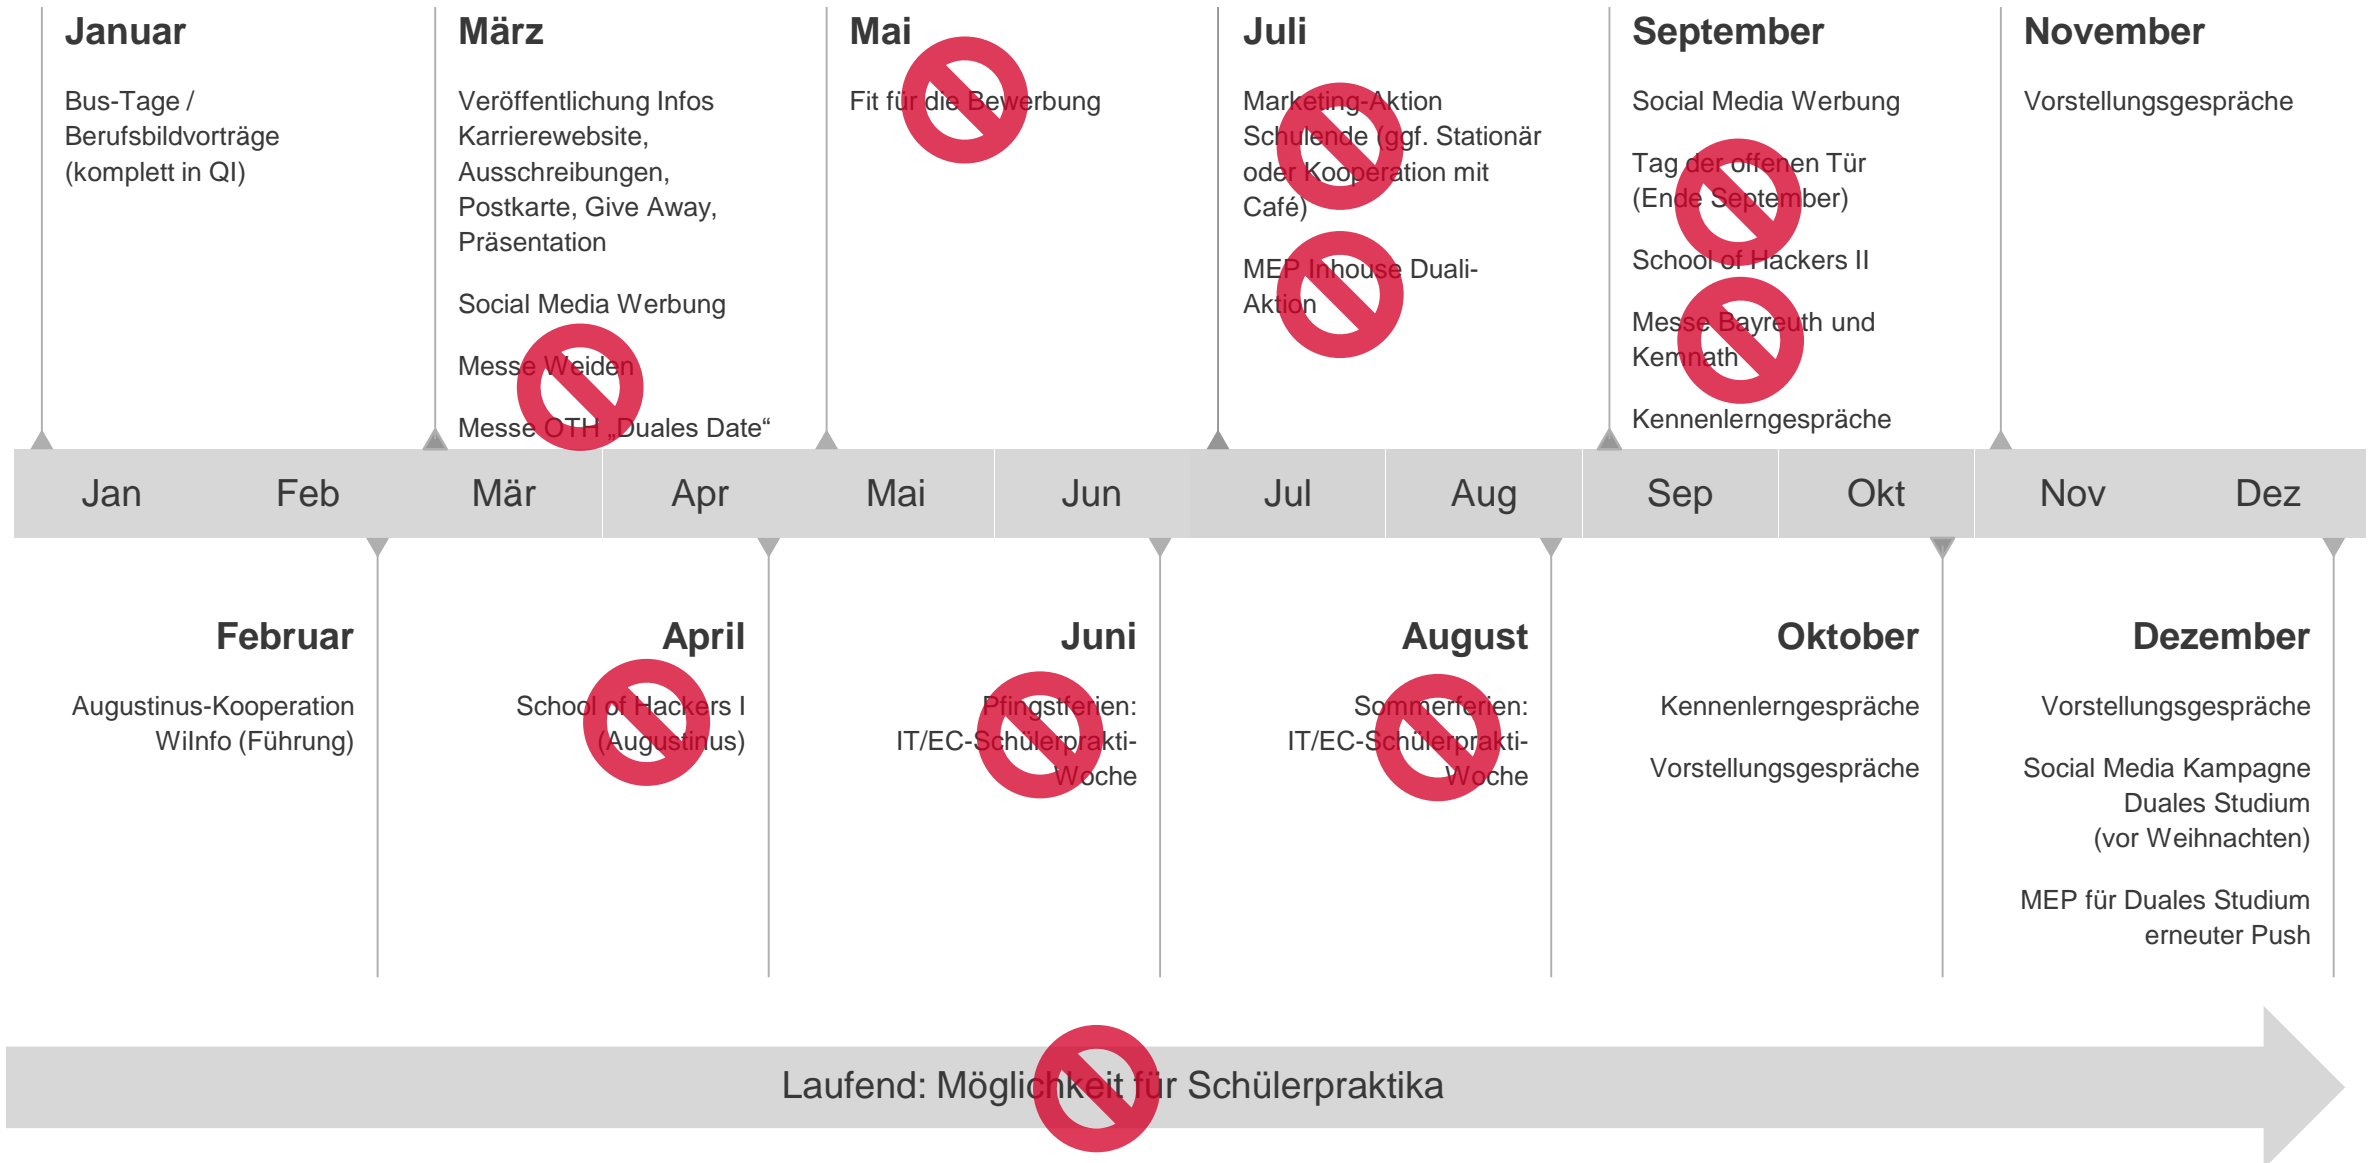 Januar
Bus-Tage /
Berufsbildvorträge
(komplett in QI)
März
Veröffentlichung Infos
Karrierewebsite,
Ausschreibungen,
Postkarte, Give Away,
Präsentation
Social Media Werbung
Messe Weiden
Messe OTH „Duales Date“
Mai
Fit für die Bewerbung
Juli
Marketing-Aktion
Schulende (ggf. Stationär
oder Kooperation mit
Café)
MEP Inhouse Duali-
Aktion
September
Social Media Werbung
Tag der offenen Tür
(Ende September)
School of Hackers II
Messe Bayreuth und
Kemnath
Kennenlerngespräche
November
Vorstellungsgespräche
Jan
Feb
Mär
Apr
Mai
Jun
Jul
Aug
Sep
Okt
Nov
Dez
Februar
Augustinus-Kooperation
WiInfo (Führung)
April
School of Hackers I
(Augustinus)
Juni
Pfingstferien:
IT/EC-Schülerprakti-
Woche
August
Sommerferien:
IT/EC-Schülerprakti-
Woche
Oktober
Kennenlerngespräche
Vorstellungsgespräche
Dezember
Vorstellungsgespräche
Social Media Kampagne
Duales Studium
(vor Weihnachten)
MEP für Duales Studium
erneuter Push
Laufend: Möglichkeit für Schülerpraktika